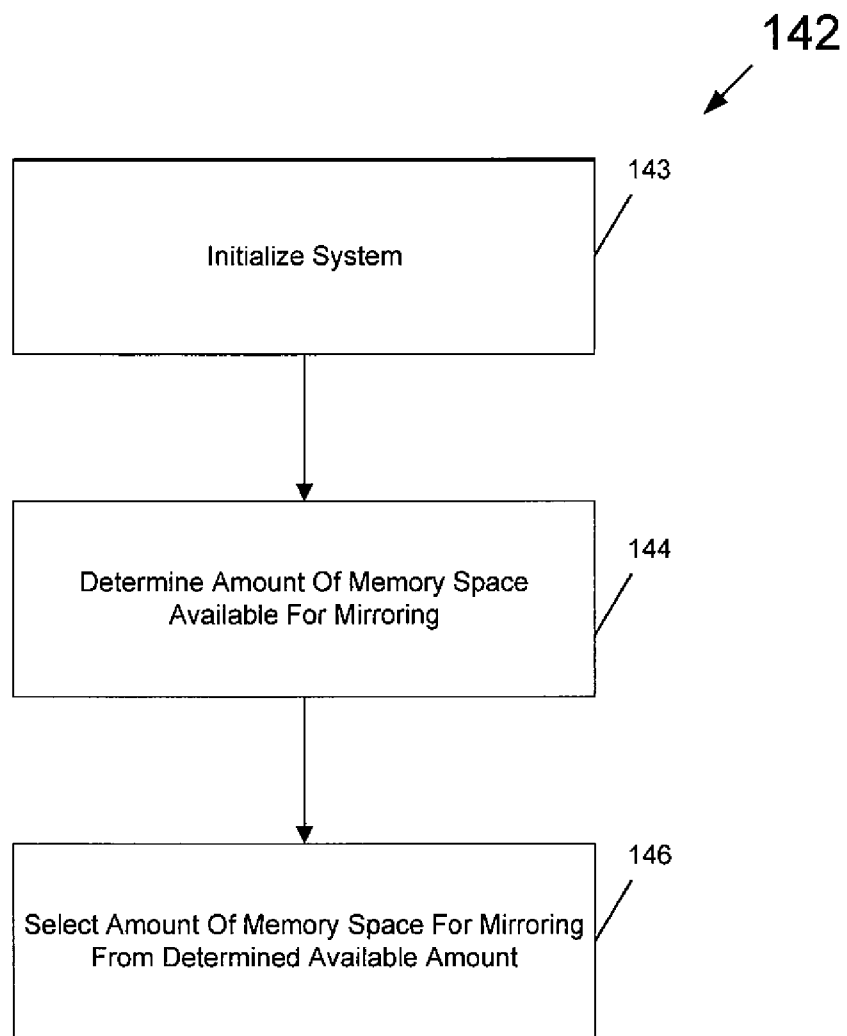 142
143
Initialize System
144
Determine Amount Of Memory Space
Available For Mirroring
146
Select Amount Of Memory Space For Mirroring
From Determined Available Amount